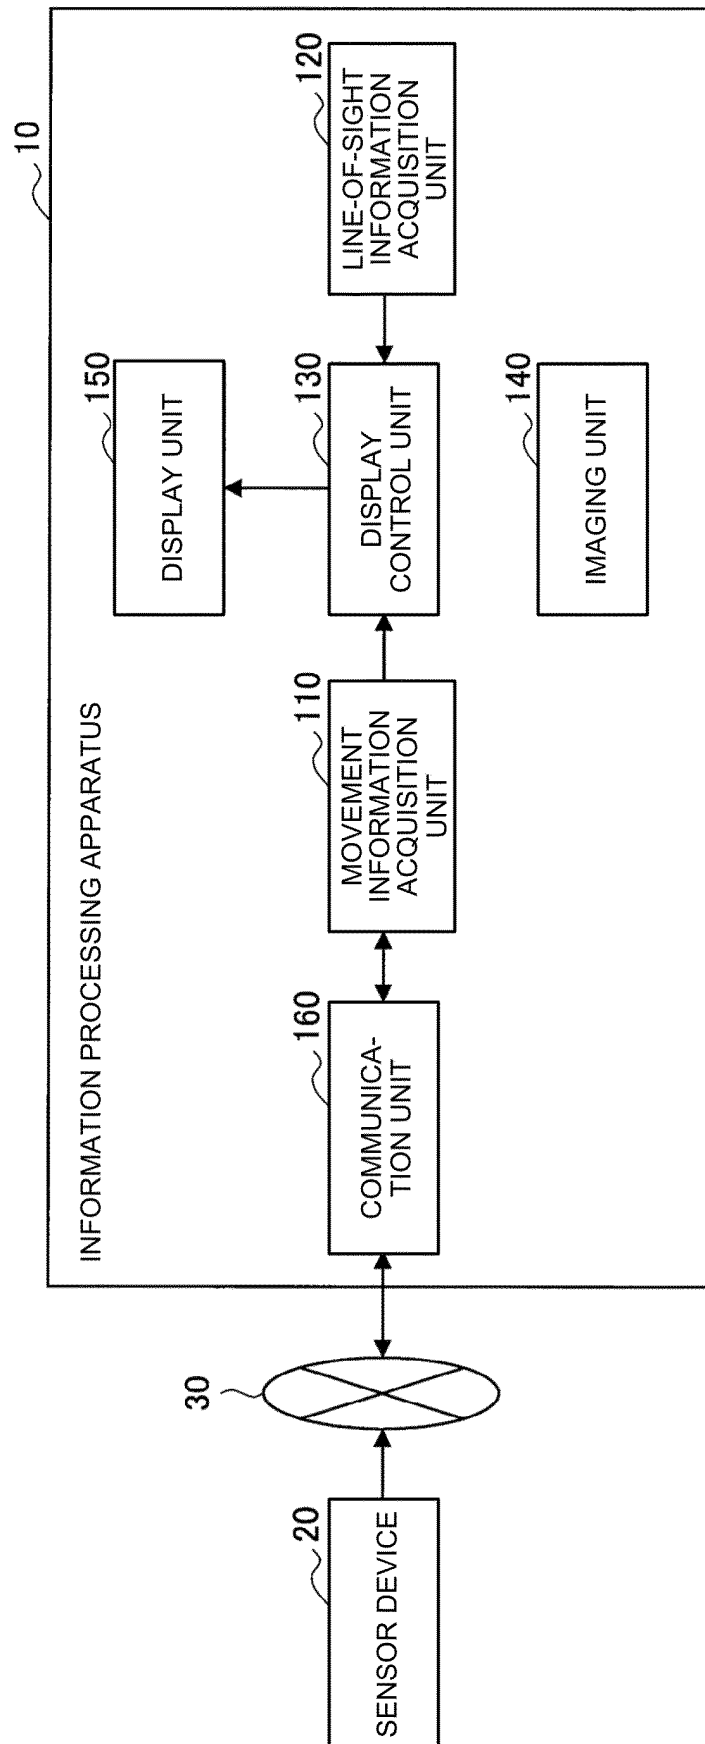 10
INFORMATION PROCESSING APPARATUS
150
DISPLAY UNIT
20
SENSOR DEVICE
30
160
COMMUNICA-
TION UNIT
110
MOVEMENT
INFORMATION
ACQUISITION
UNIT
130
DISPLAY
CONTROL UNIT
120
LINE-OF-SIGHT
INFORMATION
ACQUISITION
UNIT
140
IMAGING UNIT